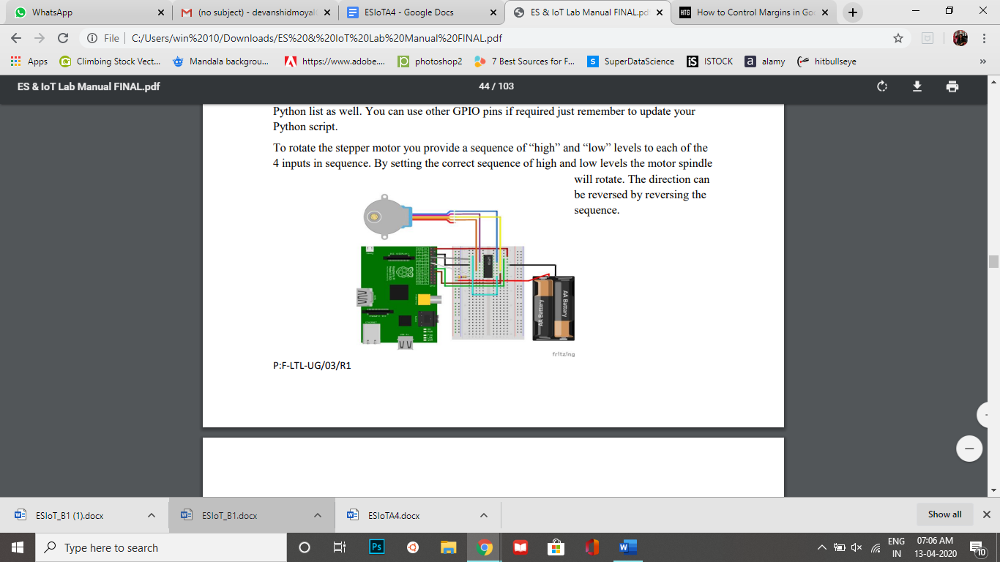 WhatsApp
(no subject) - devanshidmoyal
ESIoTA4 - Google Docs
ES & IoT Lab Manual FINAL.pd
HTG How to Control Margins in Goo
File
C:/Users/win%2010/Downloads/ES%20&%20IoT%20Lab%20Manual%20FINAL.pdf
Apps
Climbing Stock Vect...
Mandala backgrou...
https://www.adobe....
photoshop2
7 Best Sources for F...
S SuperDataScience
iS ISTOCK
a alamy
hitbullseye
»
ES & IoT Lab Manual FINAL.pdf
44 / 103
Python list as well. You can use other GPIO pins if required just remember to update your
Python script.
To rotate the stepper motor you provide a sequence of “high” and “low” levels to each of the
4 inputs in sequence. By setting the correct sequence of high and low levels the motor spindle
will rotate. The direction can
be reversed by reversing the
sequence.
AA Battery
AA Battery
fritzing
P:F-LTL-UG/03/R1
ESIoT_B1 (1).docx
ESIoT_B1.docx
ESIoTA4.docx
Show all
Type here to search
Ps
ENG
IN
07:06 AM
13-04-2020
10